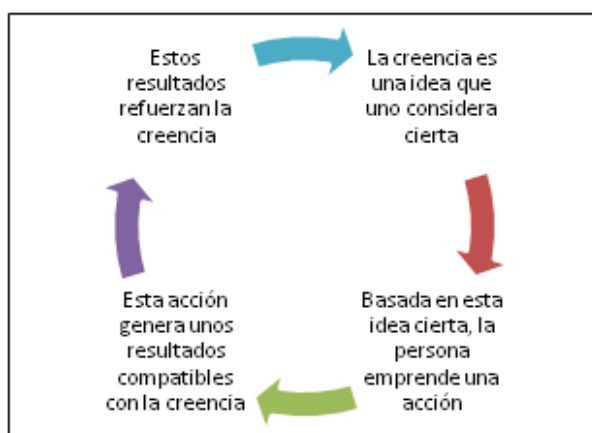 Estos
resultados
refuerzan la
creencia
La creencia es
una idea que
uno considera
cierta
Basada en esta
idea cierta, la
persona
emprende una
acción
Esta acción
genera unos
resultados
compatibles
con la creencia